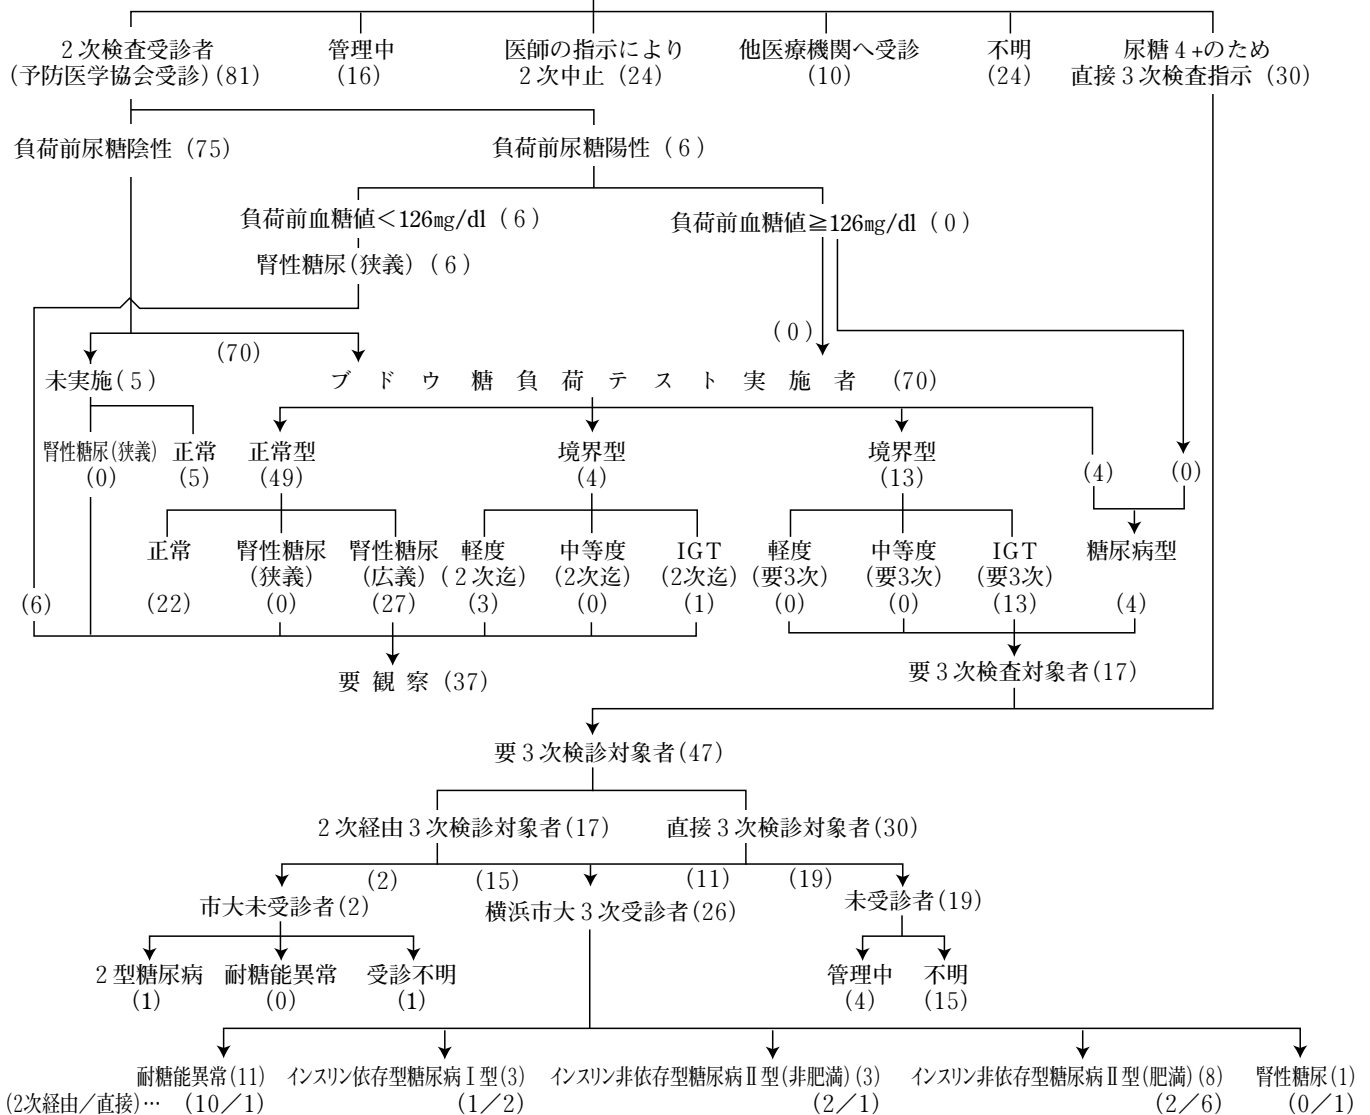 2次検査受診者 管理中 医師の指示により 他医療機関へ受診 不明 尿糖4+のため
(予防医学協会受診)(81) (16) 2次中止(24) (10) (24) 直接3次検査指示(30)
負荷前尿糖陰性(75) 負荷前尿糖陽性(6)
負荷前血糖値<126㎎/dl(6) 負荷前血糖値≧126㎎/dl(0)
腎性糖尿(狭義)(6)
(0)
(70)
未実施(5) ブドウ糖負荷テスト実施者 (70)
腎性糖尿(狭義) 正常 正常型 境界型 境界型
(0) (5) (49) (4) (13) (4) (0)
正常 腎性糖尿 腎性糖尿 軽度 中等度 IGT 軽度 中等度 IGT 糖尿病型
(狭義) (広義) (2次迄) (2次迄) (2次迄) (要3次) (要3次) (要3次)
(6) (22) (0) (27) (3) (0) (1) (0) (0) (13) (4)
要観察(37) 要3次検査対象者(17)
要3次検診対象者(47)
2次経由3次検診対象者(17) 直接3次検診対象者(30)
(2) (15) (11) (19)
市大未受診者(2) 横浜市大3次受診者(26) 未受診者(19)
2型糖尿病 耐糖能異常 受診不明 管理中 不明
(1) (0) (1) (4) (15)
耐糖能異常(11) インスリン依存型糖尿病Ⅰ型(3) インスリン非依存型糖尿病Ⅱ型(非肥満)(3) インスリン非依存型糖尿病Ⅱ型(肥満)(8) 腎性糖尿(1)
(2次経由/直接)… (10/1) (1/2) (2/1) (2/6) (0/1)